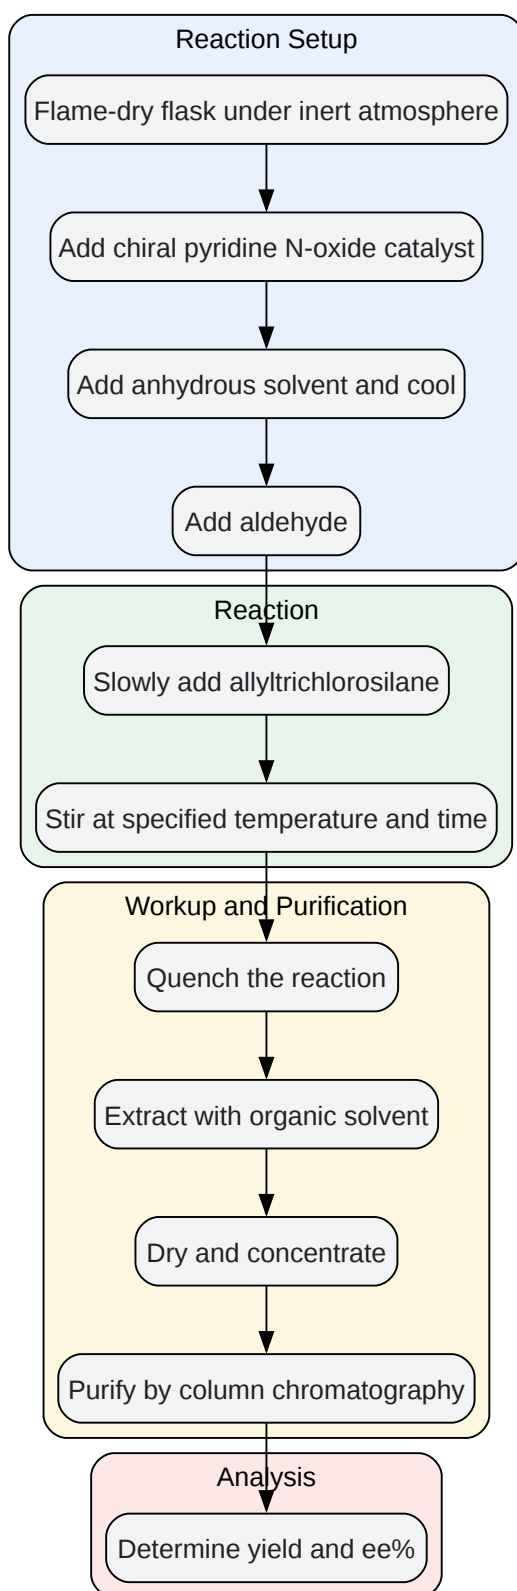 Reaction Setup
Flame-dry flask under inert atmosphere
Add chiral pyridine N-oxide catalyst
Add anhydrous solvent and cool
Add aldehyde
Reaction
Slowly add allyltrichlorosilane
Stir at specified temperature and time
Workup and Purification
Quench the reaction
Extract with organic solvent
Dry and concentrate
Purify by column chromatography
Analysis
Determine yield and ee%